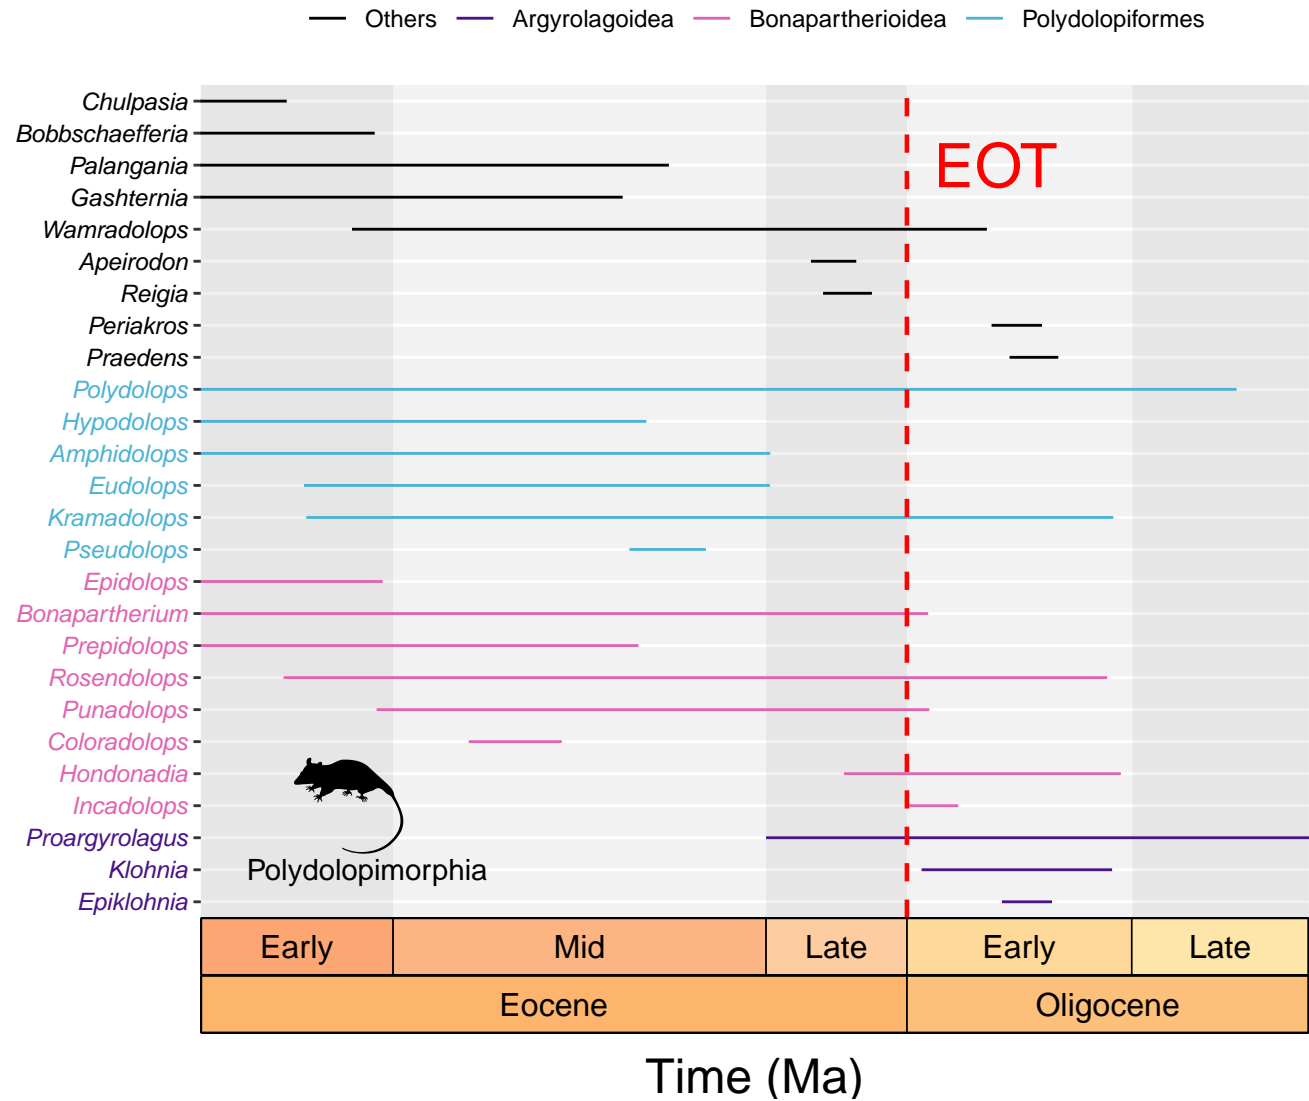 Others Argyrolagoidea Bonapartherioidea Polydolopiformes
Chulpasia
Bobbschaefferia
Palangania
EOT
Gashternia
Wamradolops
Apeirodon
Reigia
Periakros
Praedens
Polydolops
Hypodolops
Amphidolops
Eudolops
Kramadolops
Pseudolops
Epidolops
Bonapartherium
Prepidolops
Rosendolops
Punadolops
Coloradolops
Hondonadia
Incadolops
Proargyrolagus
Klohnia
Polydolopimorphia
Epiklohnia
Early Mid Late Early Late
Eocene Oligocene
Time (Ma)